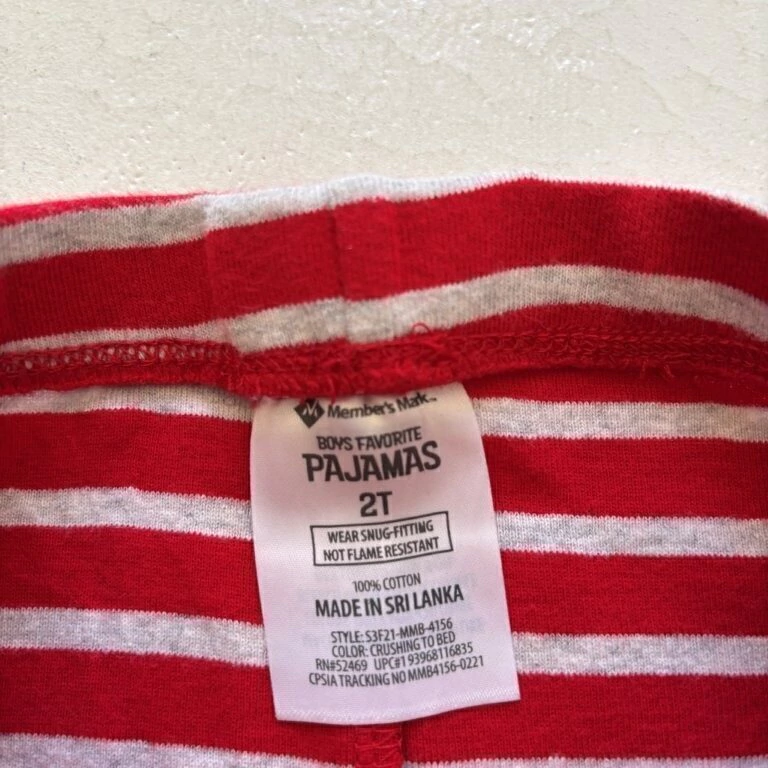 M Member's Mark™
BOYS FAVORITE
PAJAMAS
2T
WEAR SNUG-FITTING
NOT FLAME RESISTANT
100% COTTON
MADE IN SRI LANKA
STYLE: S3F21-MMB-4156
COLOR: CRUSHING TO BED
RN#52469 UPC#193968116835
CPSIA TRACKING NO MMB4156-0221